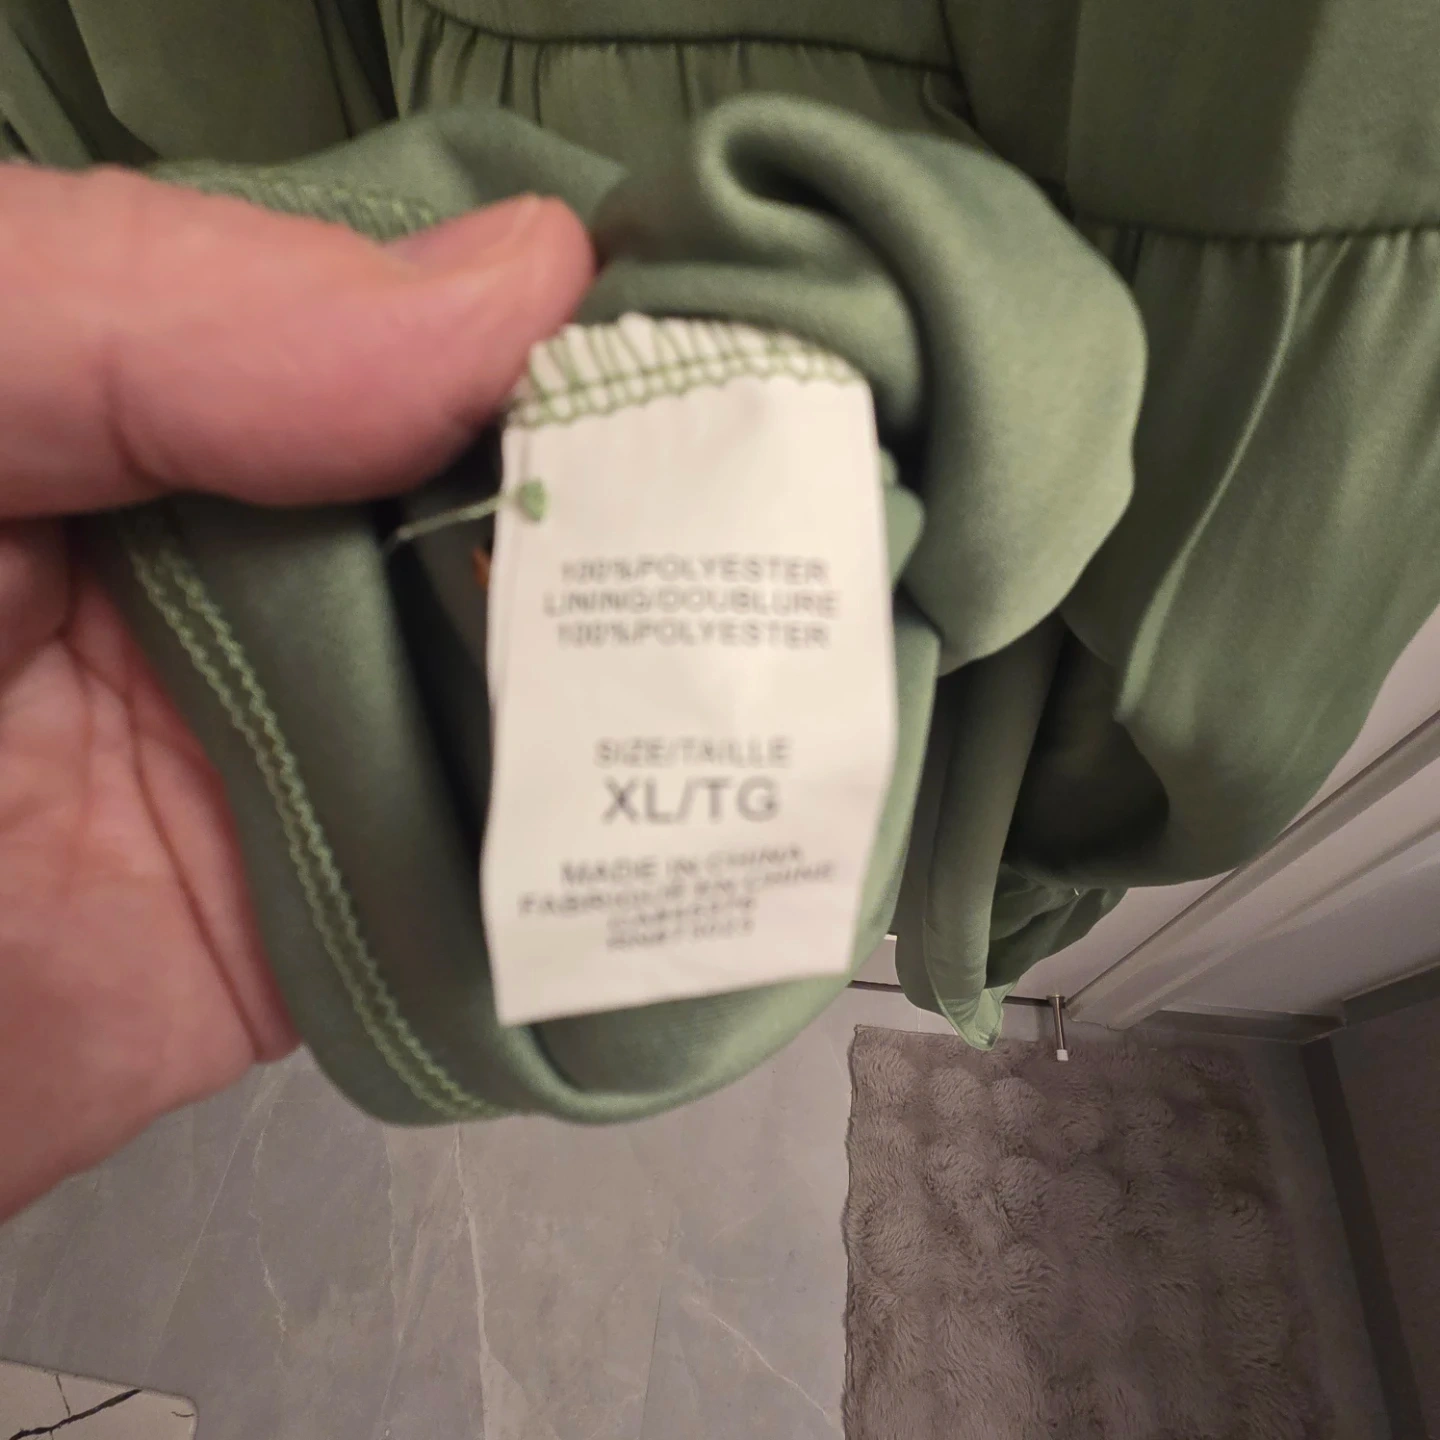 100%POLYESTER
LINING/DOUBLURE
100%POLYESTER
SIZE/TAILLE
XL/TG
MADE IN CHINA
FABRIQUÉ EN CHINE